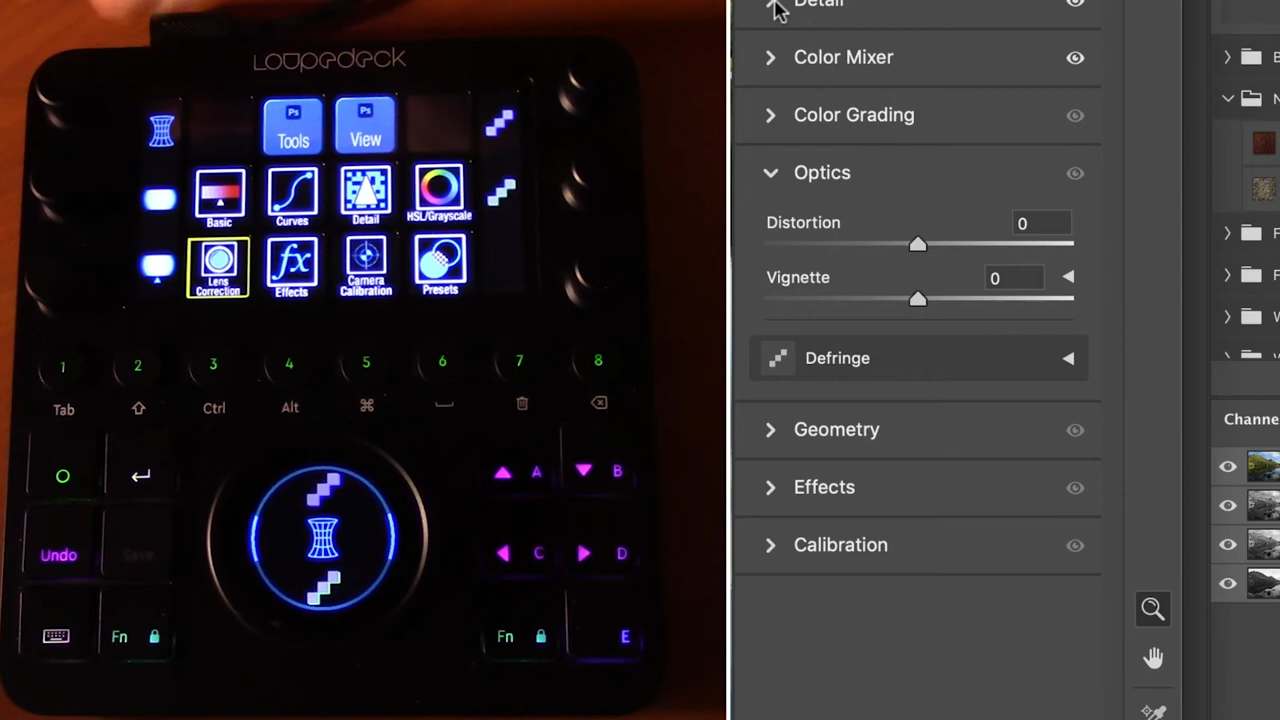 Loupedeck
Ps
Tools
Ps
View
Basic
Curves
Detail
HSL/Grayscale
Lens
Correction
fx
Effects
Camera
Calibration
Presets
1 2 3 4 5 6 7 8
Tab
Ctrl
Alt
⌘
A
B
Undo
Save
C
D
Fn
Fn
E
Detail
Color Mixer
Color Grading
Optics
Distortion 0
Vignette 0
Defringe
Geometry
Effects
Calibration
B
N
F
F
W
Channe